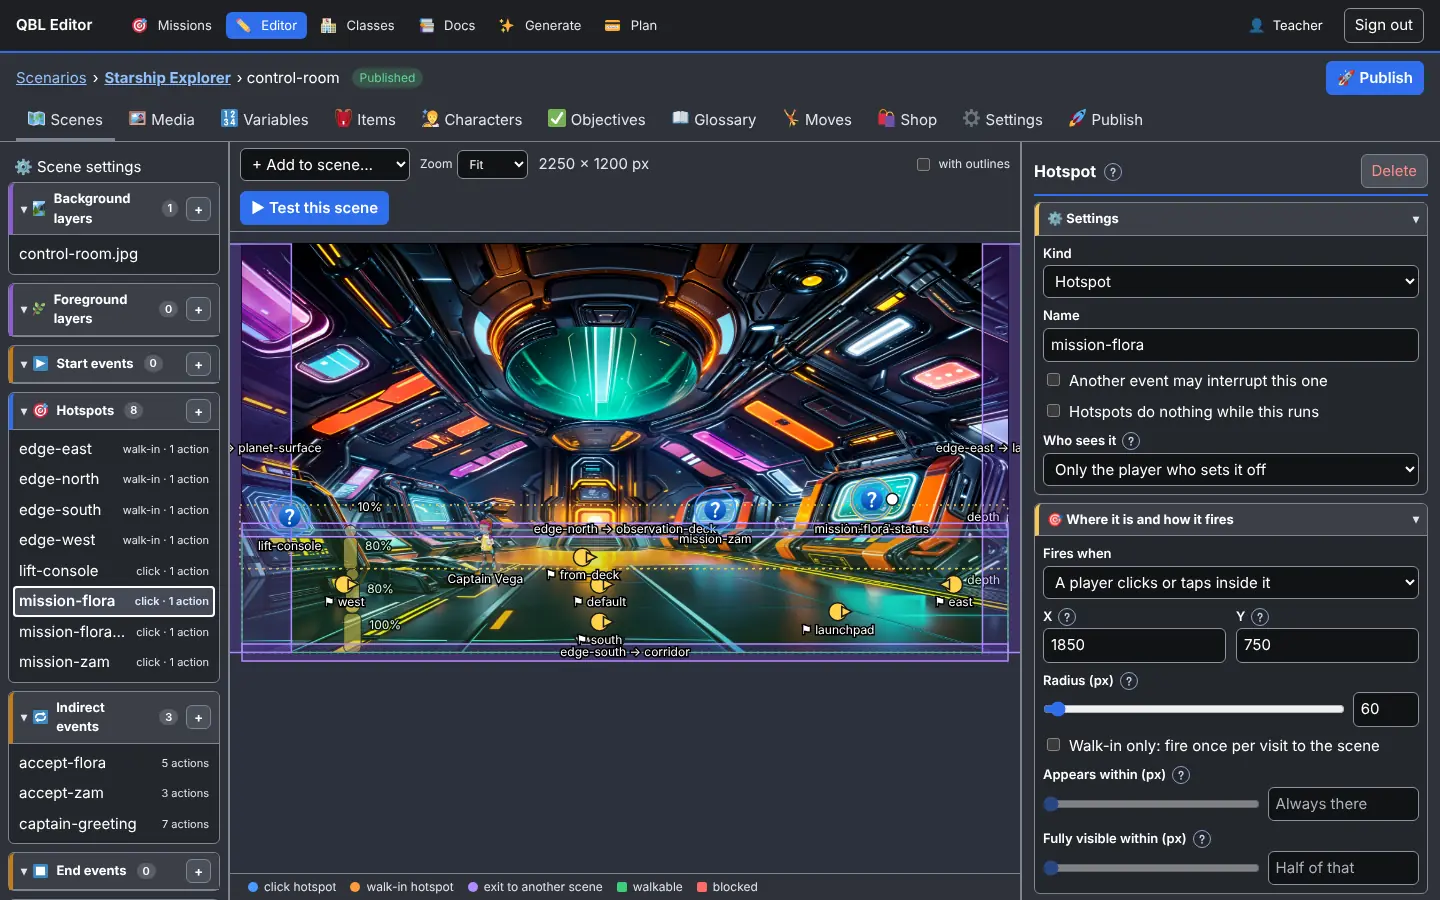 QBL Editor
Missions
Editor
Classes
Docs
Generate
Plan
Teacher
Sign out
Scenarios › Starship Explorer › control-room
Published
Publish
Scenes
Media
Variables
Items
Characters
Objectives
Glossary
Moves
Shop
Settings
Publish
Scene settings
Background layers
1
+
control-room.jpg
Foreground layers
0
+
Start events
0
+
Hotspots
8
+
edge-east walk-in · 1 action
edge-north walk-in · 1 action
edge-south walk-in · 1 action
edge-west walk-in · 1 action
lift-console click · 1 action
mission-flora click · 1 action
mission-flora... click · 1 action
mission-zam click · 1 action
Indirect events
3
+
accept-flora 5 actions
accept-zam 3 actions
captain-greeting 7 actions
End events
0
+
+ Add to scene...
Zoom
Fit
2250 × 1200 px
with outlines
Test this scene
→ planet-surface
edge-east → la
10%
depth
edge-north → observation-deck
mission-flora-status
mission-zam
lift-console
80%
Captain Vega
from-deck
depth
80%
west
default
east
100%
launchpad
south
edge-south → corridor
click hotspot
walk-in hotspot
exit to another scene
walkable
blocked
Hotspot ?
Delete
Settings
Kind
Hotspot
Name
mission-flora
Another event may interrupt this one
Hotspots do nothing while this runs
Who sees it ?
Only the player who sets it off
Where it is and how it fires
Fires when
A player clicks or taps inside it
X ?
Y ?
1850
750
Radius (px) ?
60
Walk-in only: fire once per visit to the scene
Appears within (px) ?
Always there
Fully visible within (px) ?
Half of that